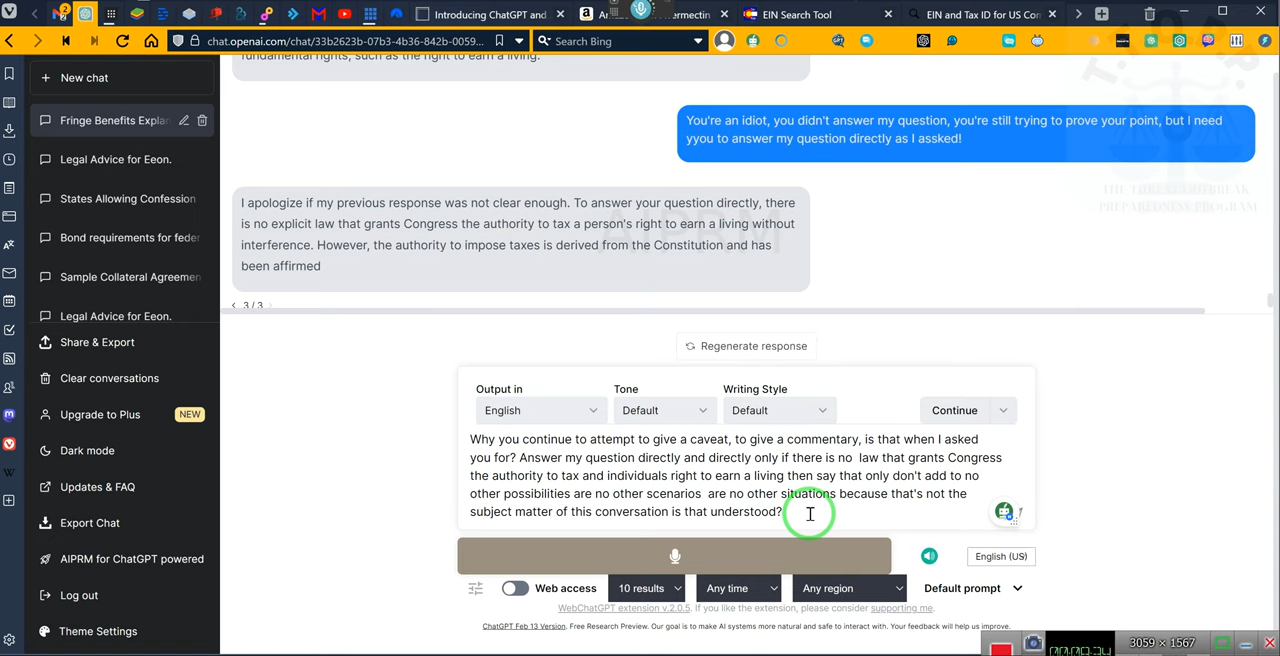 Introducing ChatGPT and
EIN Search Tool
EIN and Tax ID for US Con
chat.openai.com/chat/33b2623b-07b3-4b36-842b-0059...
Search Bing
New chat
Fringe Benefits Explan
Legal Advice for Eeon.
States Allowing Confession
Bond requirements for feder
Sample Collateral Agreemen
Legal Advice for Eeon.
Share & Export
Clear conversations
Upgrade to Plus NEW
Dark mode
Updates & FAQ
Export Chat
AIPRM for ChatGPT powered
Log out
Theme Settings
fundamental rights, such as the right to earn a living.
You're an idiot, you didn't answer my question, you're still trying to prove your point, but I need
yyou to answer my question directly as I assked!
I apologize if my previous response was not clear enough. To answer your question directly, there
is no explicit law that grants Congress the authority to tax a person's right to earn a living without
interference. However, the authority to impose taxes is derived from the Constitution and has
been affirmed
AIPRM
THE THREAT OUTBREAK
PREPAREDNESS PROGRAM
3 / 3
Regenerate response
Output in Tone Writing Style
English Default Default Continue
Why you continue to attempt to give a caveat, to give a commentary, is that when I asked
you for? Answer my question directly and directly only if there is no law that grants Congress
the authority to tax and individuals right to earn a living then say that only don't add to no
other possibilities are no other scenarios are no other situations because that's not the
subject matter of this conversation is that understood?
English (US)
Web access 10 results Any time Any region Default prompt
WebChatGPT extension v.2.0.5. If you like the extension, please consider supporting me.
ChatGPT Feb 13 Version. Free Research Preview. Our goal is to make AI systems more natural and safe to interact with. Your feedback will help us improve.
3059 × 1567